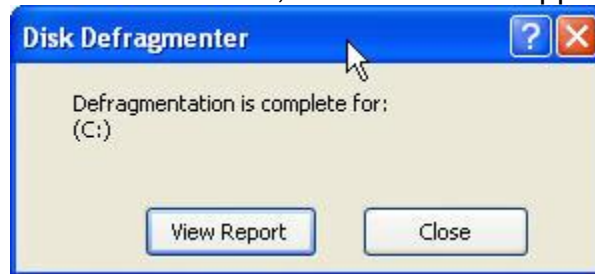 Disk Defragmenter
Defragmentation is complete for:
(C:)
View Report Close